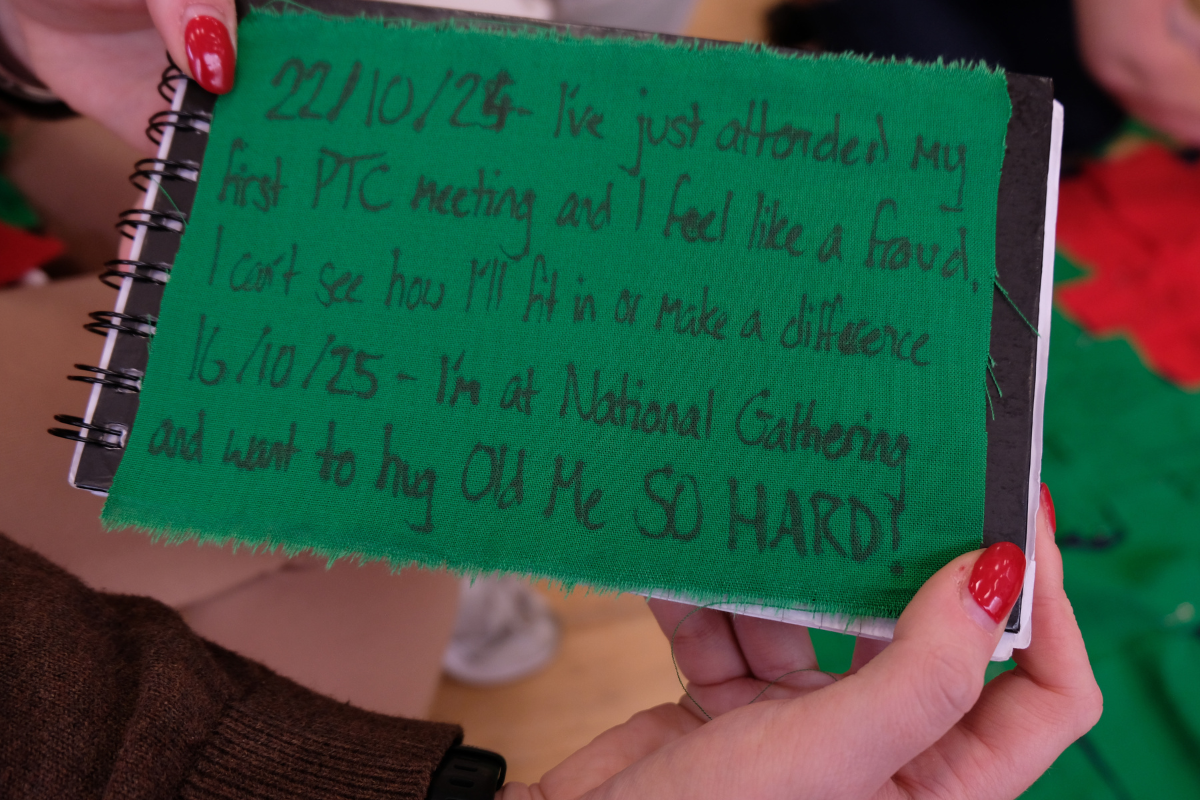 22/10/24 - I've just attended my
first PTC meeting and I feel like a fraud.
I can't see how I'll fit in or make a difference
16/10/25 - I'm at National Gathering
and want to hug Old Me SO HARD!